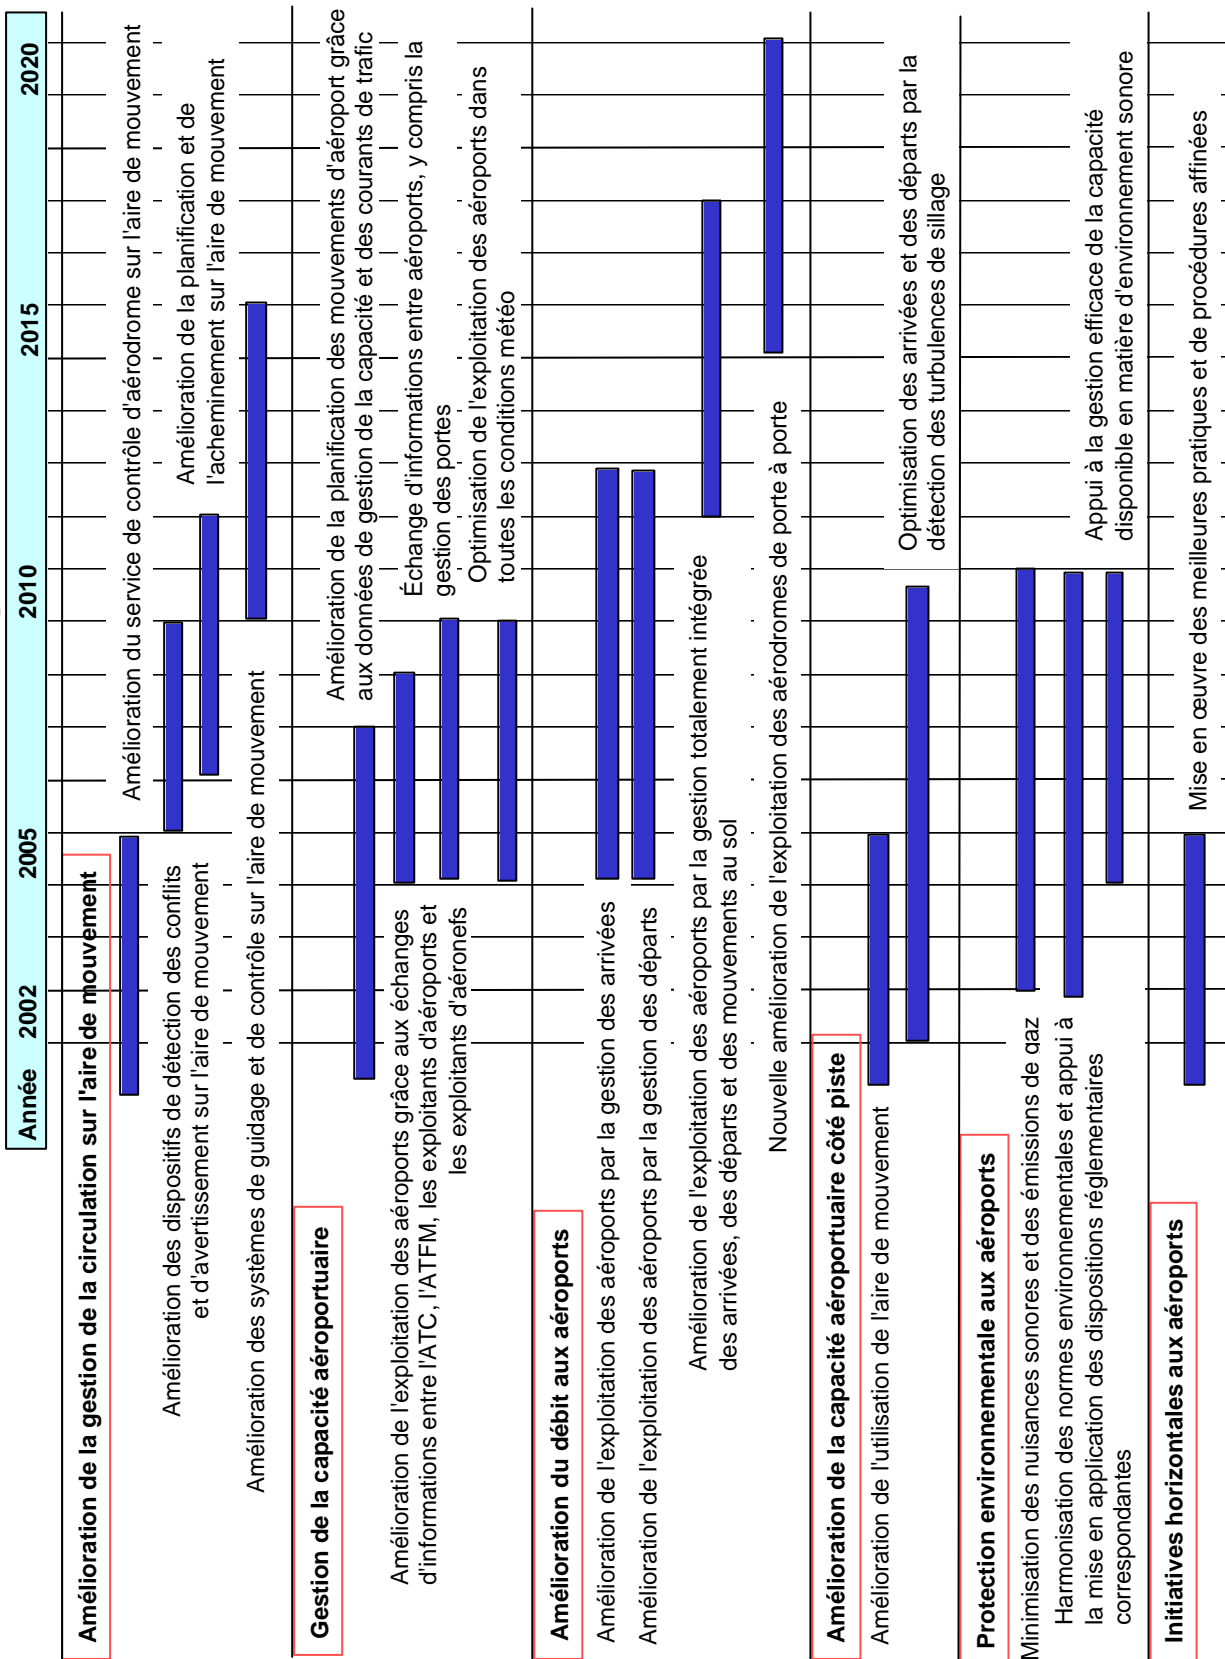 Année 2002 2005 2010 2015 2020
Amélioration de la gestion de la circulation sur l'aire de mouvement
Amélioration du service de contrôle d'aérodrome sur l'aire de mouvement
Amélioration des dispositifs de détection des conflits
et d'avertissement sur l'aire de mouvement
Amélioration de la planification et de
l'acheminement sur l'aire de mouvement
Amélioration des systèmes de guidage et de contrôle sur l'aire de mouvement
Gestion de la capacité aéroportuaire
Amélioration de la planification des mouvements d'aéroport grâce
aux données de gestion de la capacité et des courants de trafic
Amélioration de l'exploitation des aéroports grâce aux échanges
d'informations entre l'ATC, l'ATFM, les exploitants d'aéroports et
les exploitants d'aéronefs
Échange d'informations entre aéroports, y compris la
gestion des portes
Optimisation de l'exploitation des aéroports dans
toutes les conditions météo
Amélioration du débit aux aéroports
Amélioration de l'exploitation des aéroports par la gestion des arrivées
Amélioration de l'exploitation des aéroports par la gestion des départs
Amélioration de l'exploitation des aéroports par la gestion totalement intégrée
des arrivées, des départs et des mouvements au sol
Nouvelle amélioration de l'exploitation des aérodromes de porte à porte
Amélioration de la capacité aéroportuaire côté piste
Amélioration de l'utilisation de l'aire de mouvement
Optimisation des arrivées et des départs par la
détection des turbulences de sillage
Protection environnementale aux aéroports
Minimisation des nuisances sonores et des émissions de gaz
Harmonisation des normes environnementales et appui à
la mise en application des dispositions réglementaires
correspondantes
Appui à la gestion efficace de la capacité
disponible en matière d'environnement sonore
Initiatives horizontales aux aéroports
Mise en œuvre des meilleures pratiques et de procédures affinées